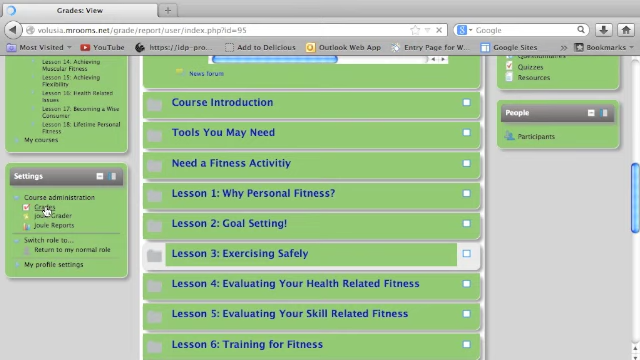 Grades: View
volusia.mrooms.net/grade/report/user/index.php?id=95
Google
Most Visited
YouTube
https://idp-pro...
Add to Delicious
Outlook Web App
Entry Page for W...
Google Sites
Bookmarks
Lesson 14: Achieving
Muscular Fitness
Lesson 15: Achieving
Flexibility
Lesson 16: Health Related
Issues
Lesson 17: Becoming a Wise
Consumer
Lesson 18: Lifetime Personal
Fitness
My courses
Settings
Course administration
Grades
Joule Grader
Joule Reports
Switch role to...
Return to my normal role
My profile settings
News forum
Course Introduction
Tools You May Need
Need a Fitness Activitiy
Lesson 1: Why Personal Fitness?
Lesson 2: Goal Setting!
Lesson 3: Exercising Safely
Lesson 4: Evaluating Your Health Related Fitness
Lesson 5: Evaluating Your Skill Related Fitness
Lesson 6: Training for Fitness
Quizzes
Resources
People
Participants